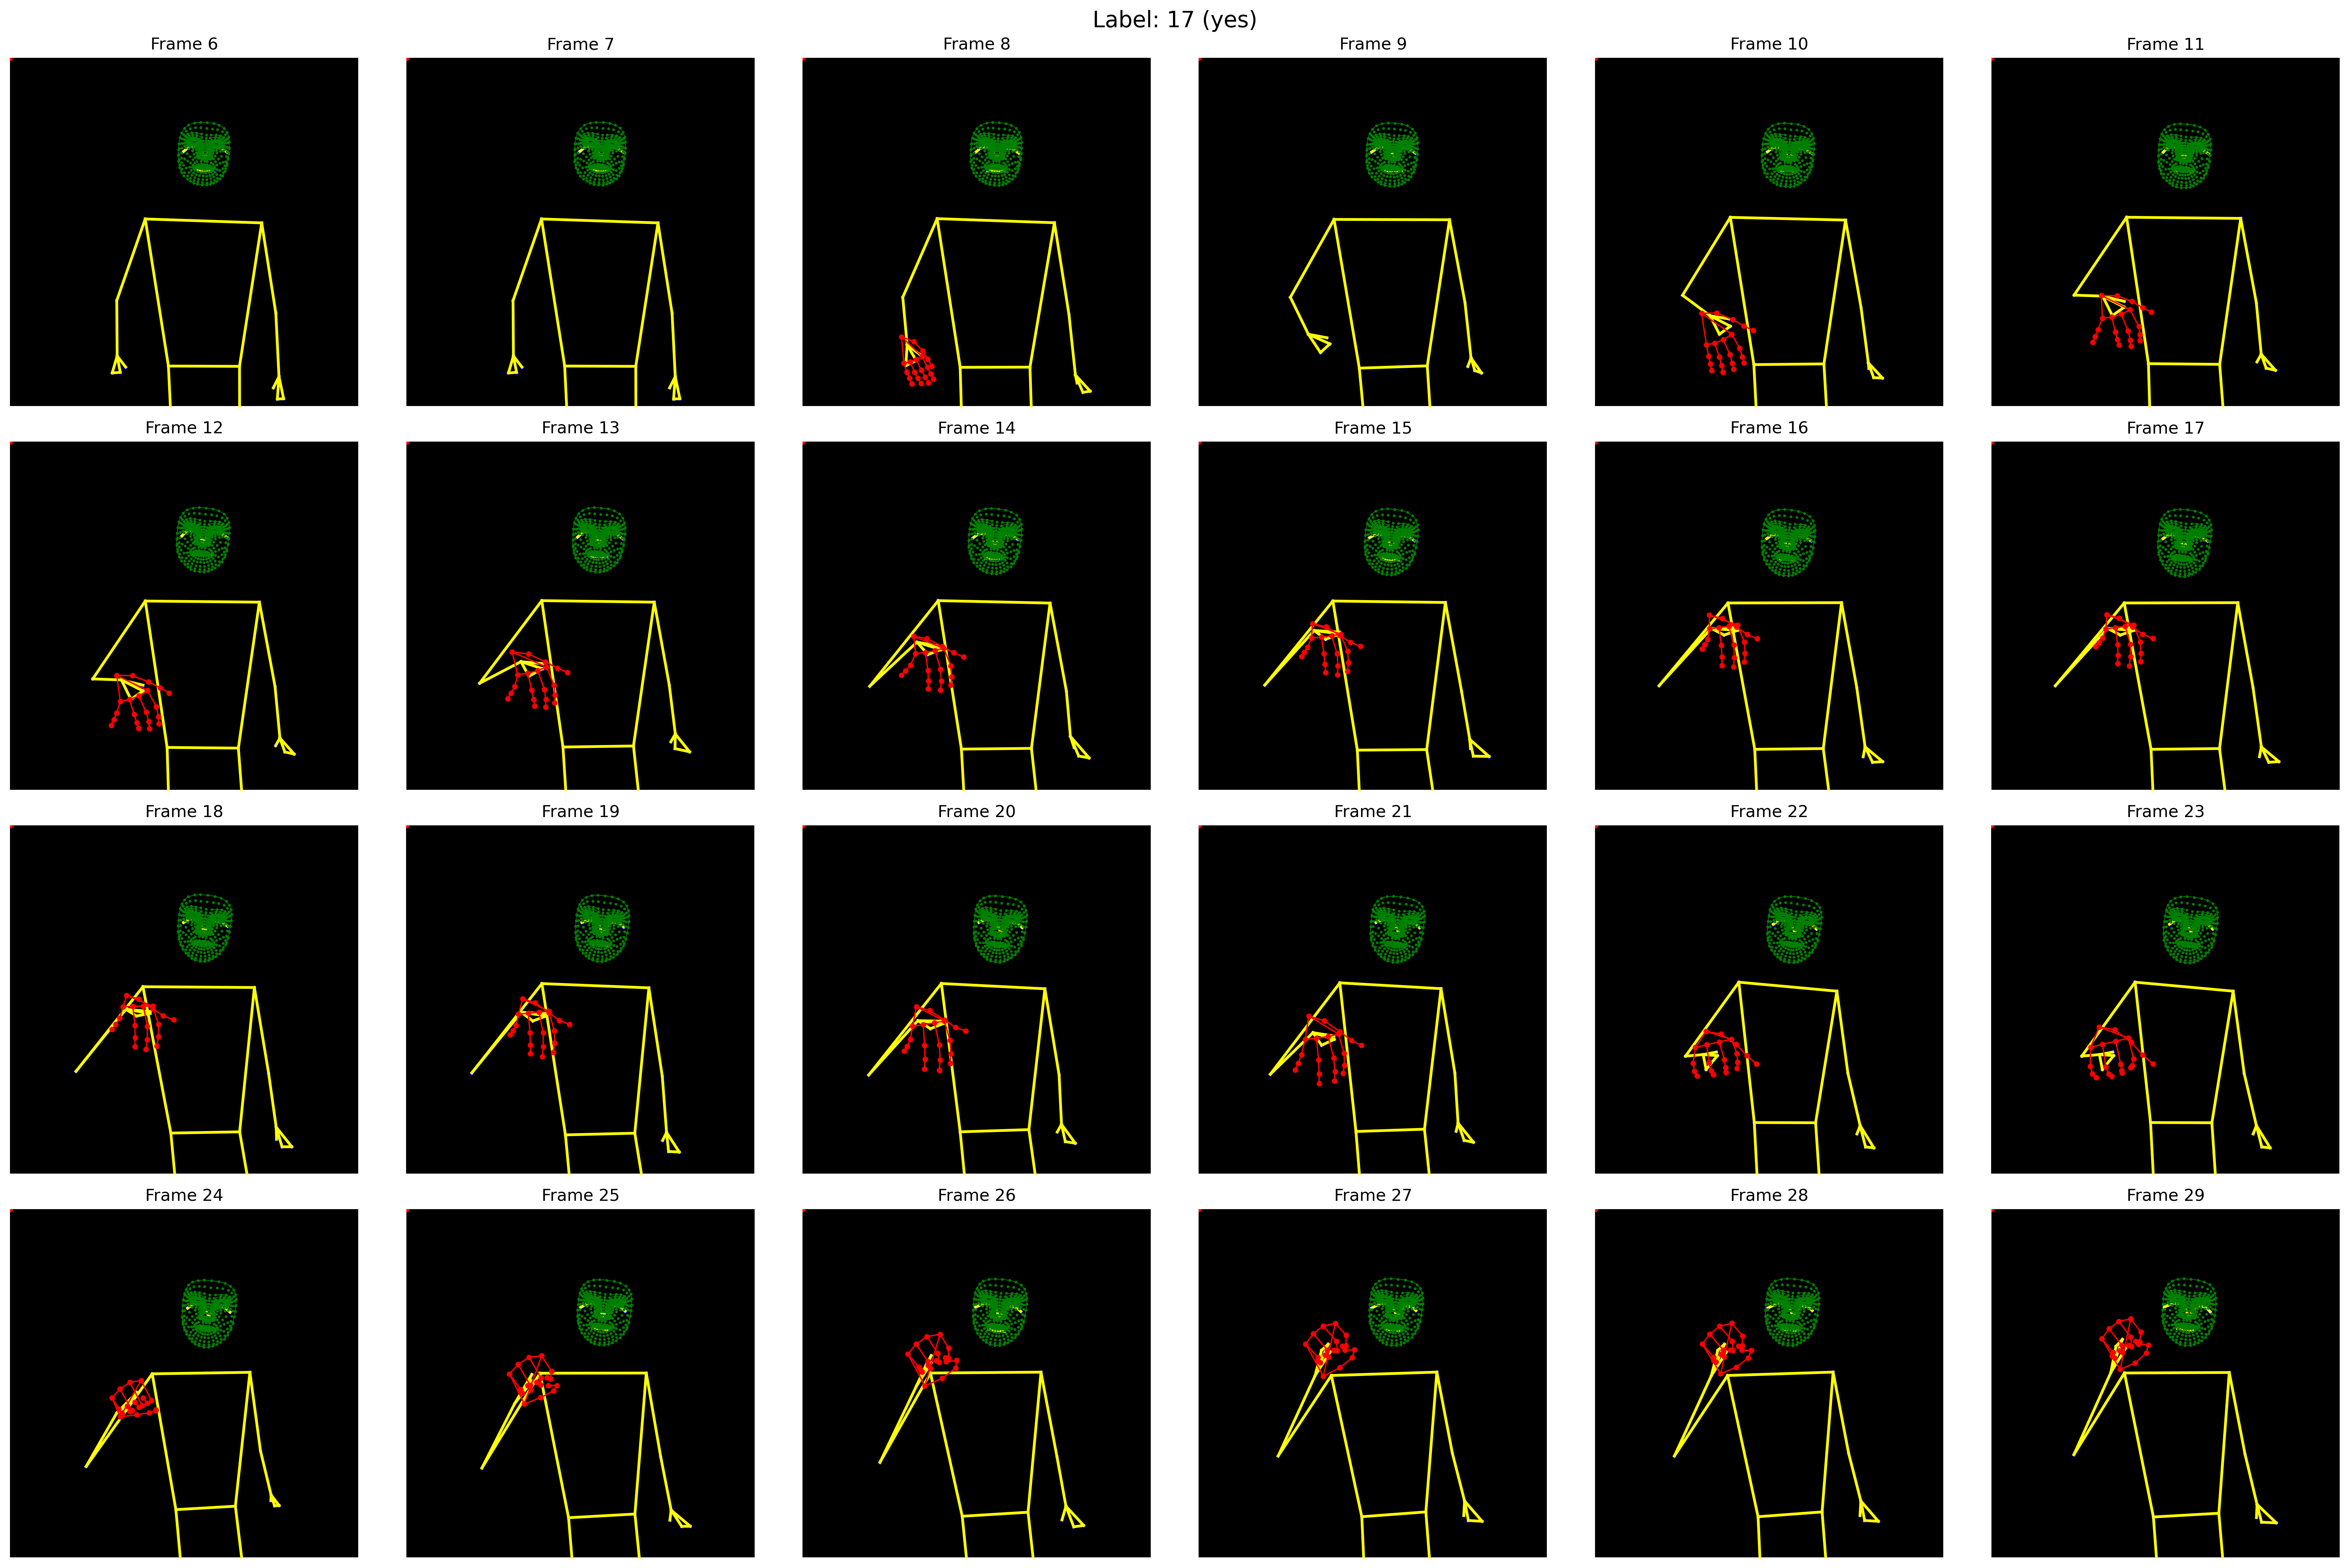 Label: 17 (yes)
Frame 6 Frame 7 Frame 8 Frame 9 Frame 10 Frame 11
Frame 12 Frame 13 Frame 14 Frame 15 Frame 16 Frame 17
Frame 18 Frame 19 Frame 20 Frame 21 Frame 22 Frame 23
Frame 24 Frame 25 Frame 26 Frame 27 Frame 28 Frame 29